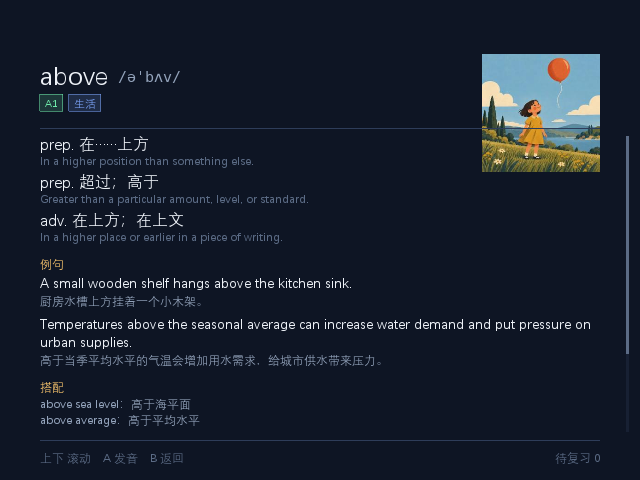 above /əˈbʌv/
A1 生活
prep. 在……上方
In a higher position than something else.
prep. 超过；高于
Greater than a particular amount, level, or standard.
adv. 在上方；在上文
In a higher place or earlier in a piece of writing.
例句
A small wooden shelf hangs above the kitchen sink.
厨房水槽上方挂着一个小木架。
Temperatures above the seasonal average can increase water demand and put pressure on
urban supplies.
高于当季平均水平的气温会增加用水需求，给城市供水带来压力。
搭配
above sea level：高于海平面
above average：高于平均水平
上下 滚动 A 发音 B 返回
待复习 0